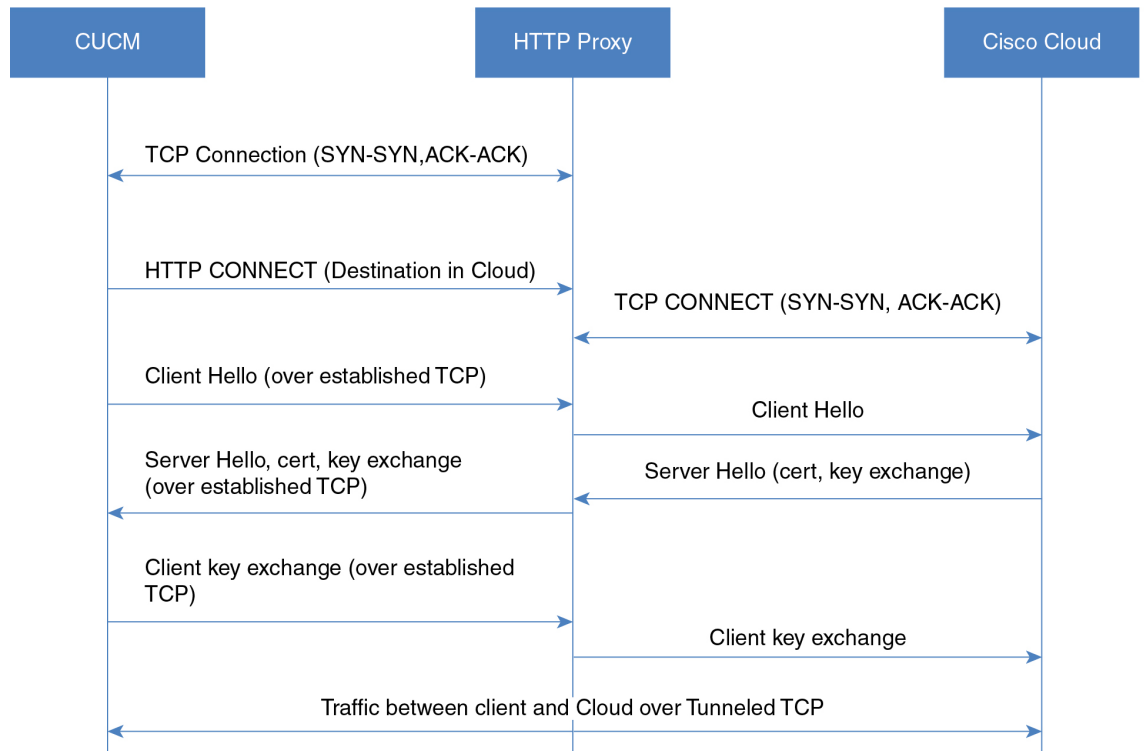 CUCM
HTTP Proxy
Cisco Cloud
TCP Connection (SYN-SYN,ACK-ACK)
HTTP CONNECT (Destination in Cloud)
TCP CONNECT (SYN-SYN, ACK-ACK)
Client Hello (over established TCP)
Client Hello
Server Hello, cert, key exchange
(over established TCP)
Server Hello (cert, key exchange)
Client key exchange (over established
TCP)
Client key exchange
Traffic between client and Cloud over Tunneled TCP